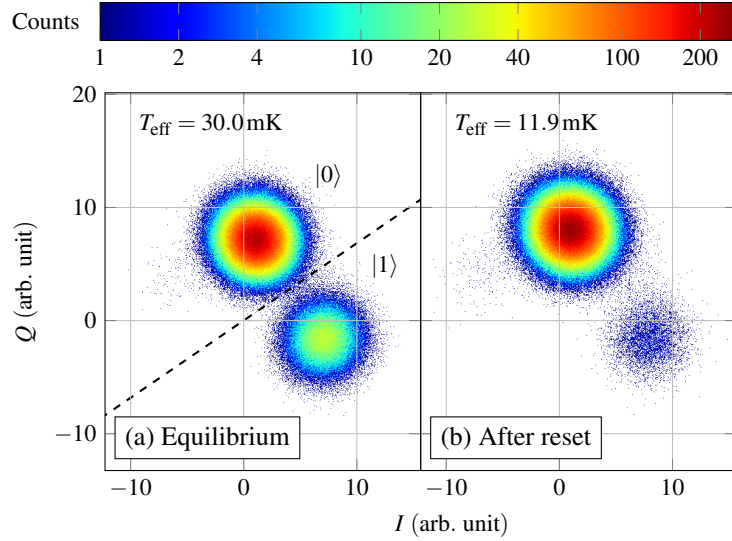 Counts
1 2 4 10 20 40 100 200
20
10
0
−10
Q (arb. unit)
T_eff = 30.0 mK
|0⟩
|1⟩
(a) Equilibrium
T_eff = 11.9 mK
(b) After reset
−10 0 10 −10 0 10
I (arb. unit)